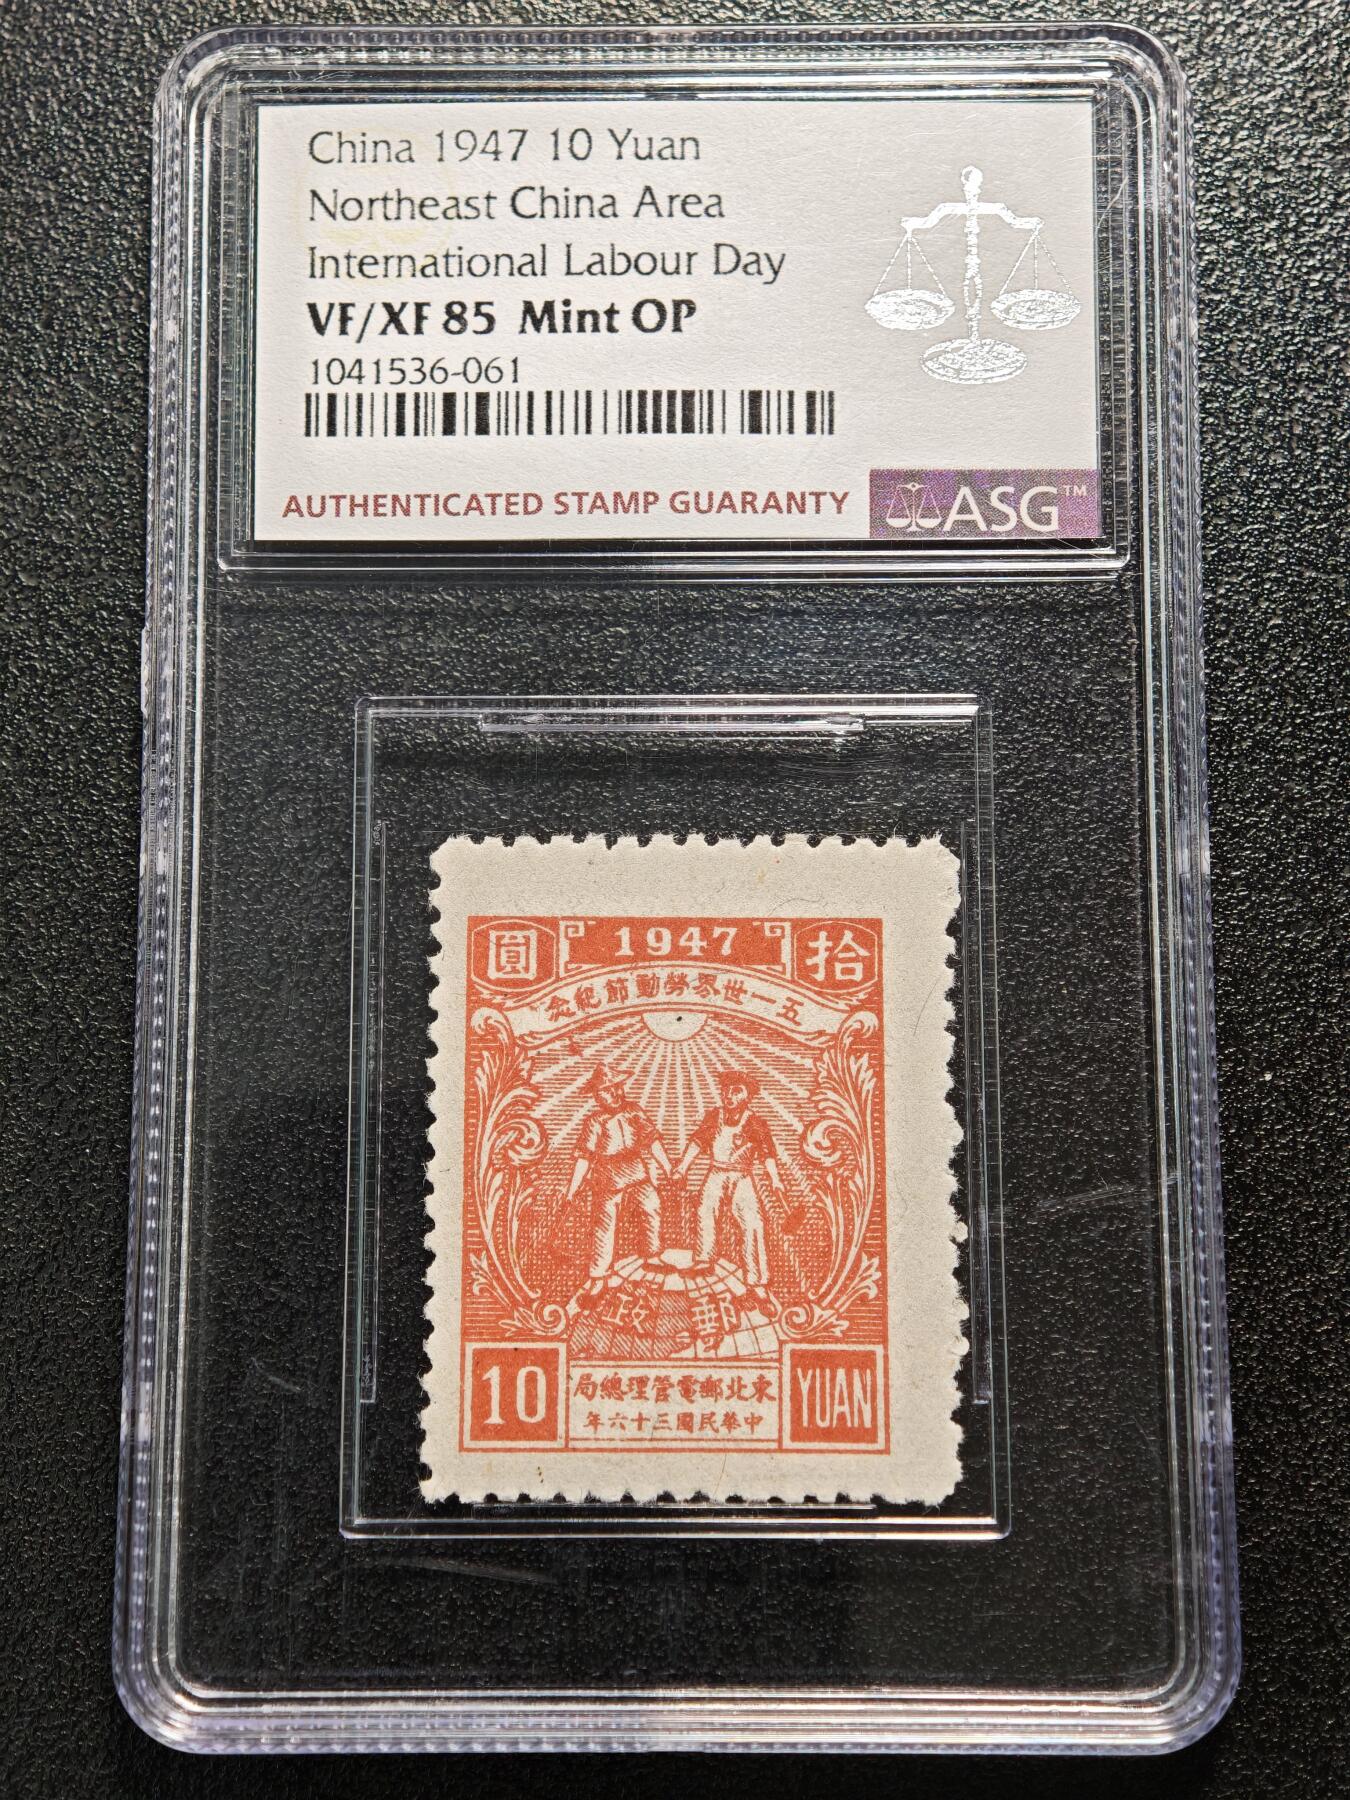 China 1947 10 Yuan
Northeast China Area
International Labour Day
VF/XF 85 Mint OP
1041536-061
AUTHENTICATED STAMP GUARANTY
ASG™
圓 1947 拾
念紀節動勞界世一五
政 郵
10 局總理管電郵北東 YUAN
年六十三國民華中